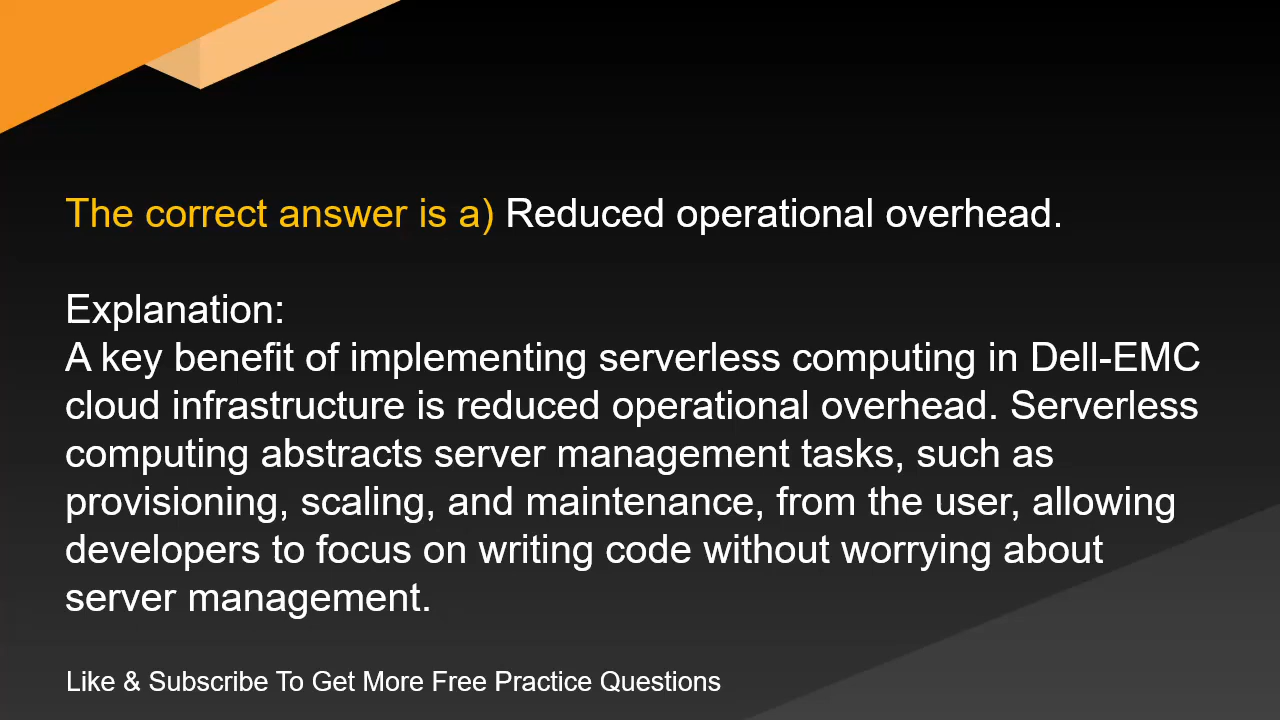 The correct answer is a) Reduced operational overhead.
Explanation:
A key benefit of implementing serverless computing in Dell-EMC
cloud infrastructure is reduced operational overhead. Serverless
computing abstracts server management tasks, such as
provisioning, scaling, and maintenance, from the user, allowing
developers to focus on writing code without worrying about
server management.
Like & Subscribe To Get More Free Practice Questions